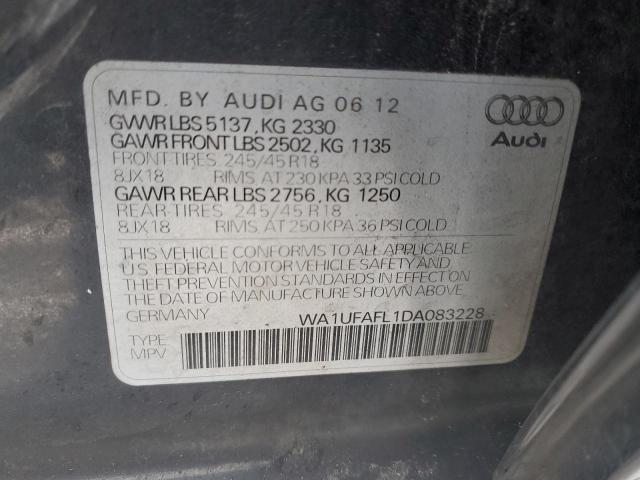 MFD. BY AUDI AG 06 12
GVWR LBS 5137, KG 2330
GAWR FRONT LBS 2502, KG 1135
FRONT-TIRES 245/45 R18
8JX18 RIMS AT 230 KPA 33 PSI COLD
GAWR REAR LBS 2756, KG 1250
REAR-TIRES 245/45 R18
8JX18 RIMS, AT 250 KPA 36 PSI COLD
THIS VEHICLE CONFORMS TO ALL APPLICABLE
U.S. FEDERAL MOTOR VEHICLE SAFETY AND
THEFT PREVENTION STANDARDS IN EFFECT ON
THE DATE OF MANUFACTURE SHOWN ABOVE.
GERMANY WA1UFAFL1DA083228
TYPE:
MPV
Audi